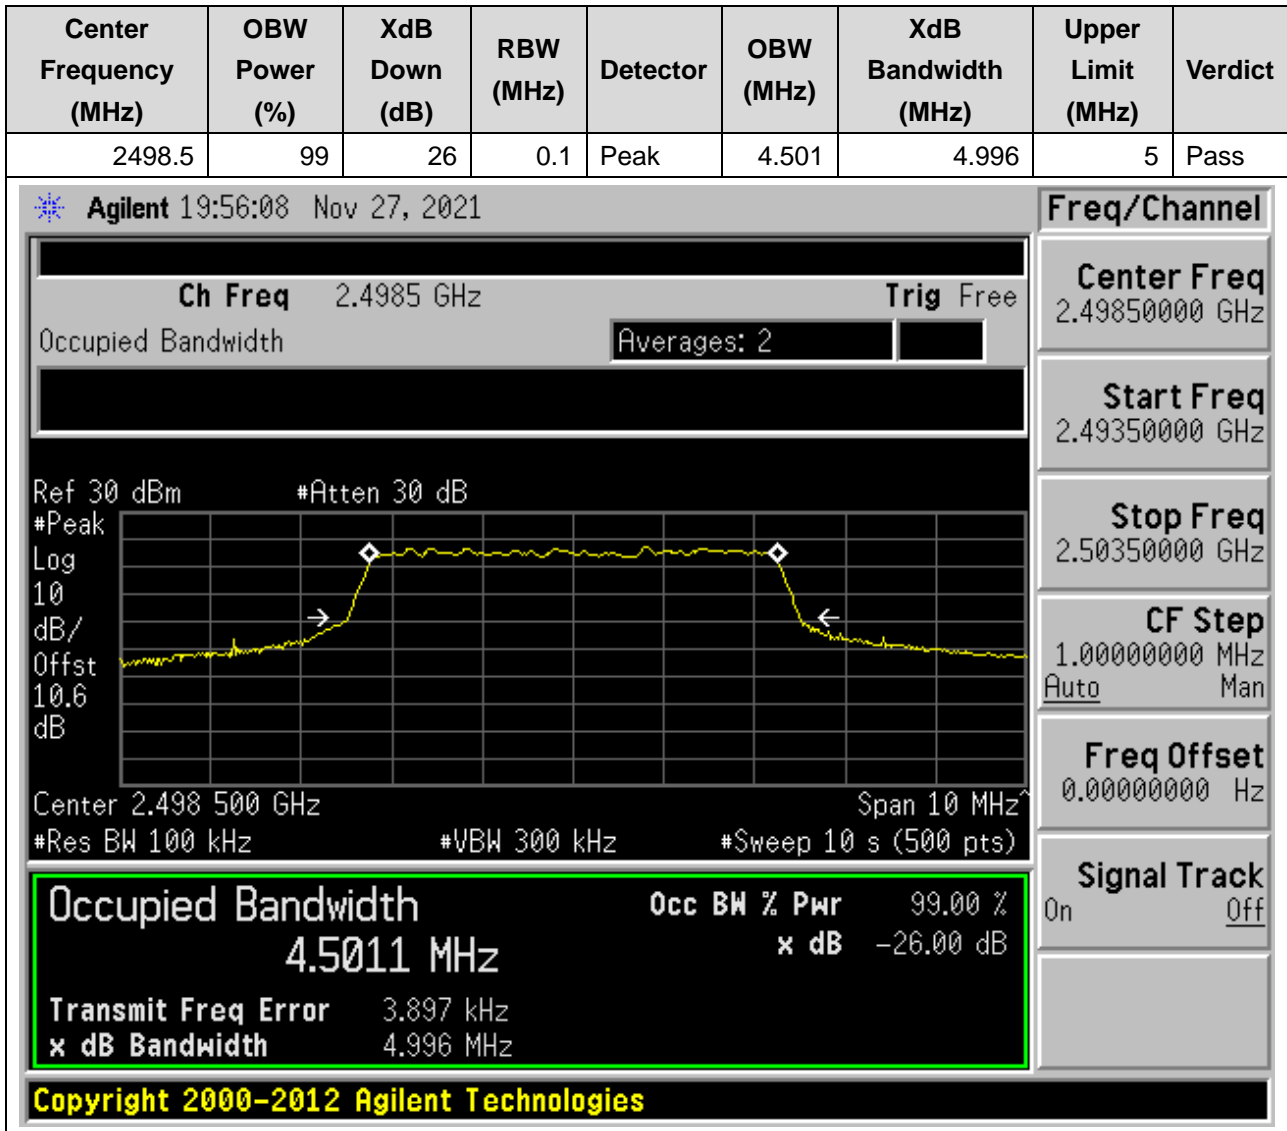 Center Frequency (MHz) OBW Power (%) XdB Down (dB) RBW (MHz) Detector OBW (MHz) XdB Bandwidth (MHz) Upper Limit (MHz) Verdict
2498.5 99 26 0.1 Peak 4.501 4.996 5 Pass
Agilent 19:56:08 Nov 27, 2021
Freq/Channel
Ch Freq 2.4985 GHz Trig Free
Occupied Bandwidth Averages: 2
Center Freq
2.49850000 GHz
Start Freq
2.49350000 GHz
Stop Freq
2.50350000 GHz
CF Step
1.00000000 MHz
Auto Man
Freq Offset
0.00000000 Hz
Signal Track
On Off
Ref 30 dBm #Atten 30 dB
#Peak
Log
10
dB/
Offst
10.6
dB
Center 2.498 500 GHz Span 10 MHz^
#Res BW 100 kHz #VBW 300 kHz #Sweep 10 s (500 pts)
Occupied Bandwidth Occ BW % Pwr 99.00 %
4.5011 MHz x dB -26.00 dB
Transmit Freq Error 3.897 kHz
x dB Bandwidth 4.996 MHz
Copyright 2000-2012 Agilent Technologies